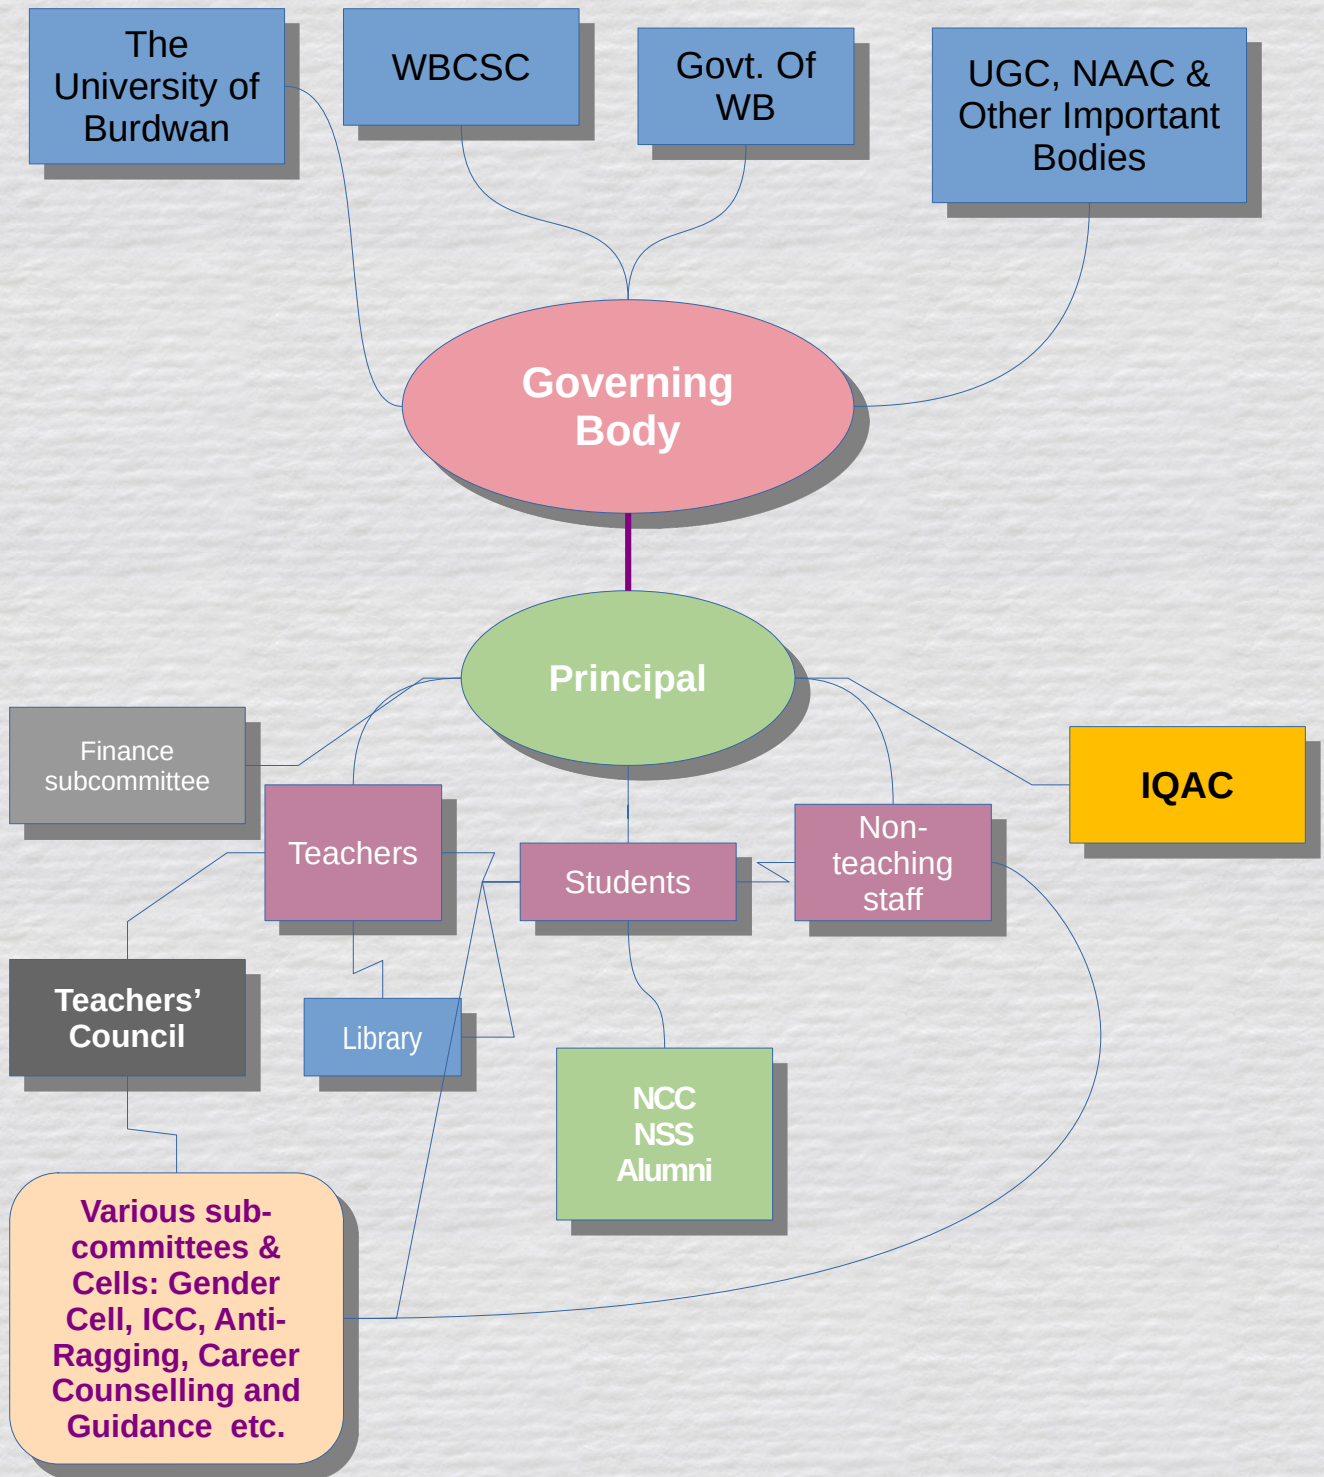 The
University of
Burdwan
WBCSC
Govt. Of
WB
UGC, NAAC &
Other Important
Bodies
Governing
Body
Principal
Finance
subcommittee
IQAC
Teachers
Students
Non-
teaching
staff
Teachers’
Council
Library
NCC
NSS
Alumni
Various sub-
committees &
Cells: Gender
Cell, ICC, Anti-
Ragging, Career
Counselling and
Guidance  etc.